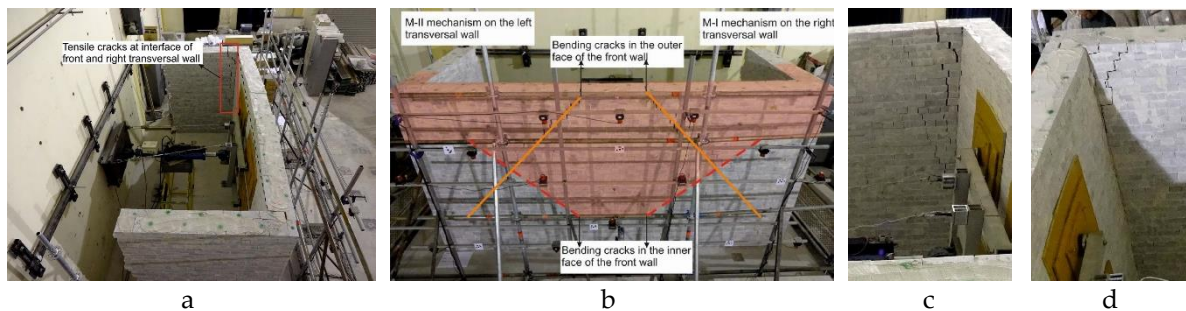 Tensile cracks at interface of
front and right transversal wall
M-II mechanism on the left
transversal wall
M-I mechanism on the right
transversal wall
Bending cracks in the outer
face of the front wall
Bending cracks in the inner
face of the front wall
a
b
c
d